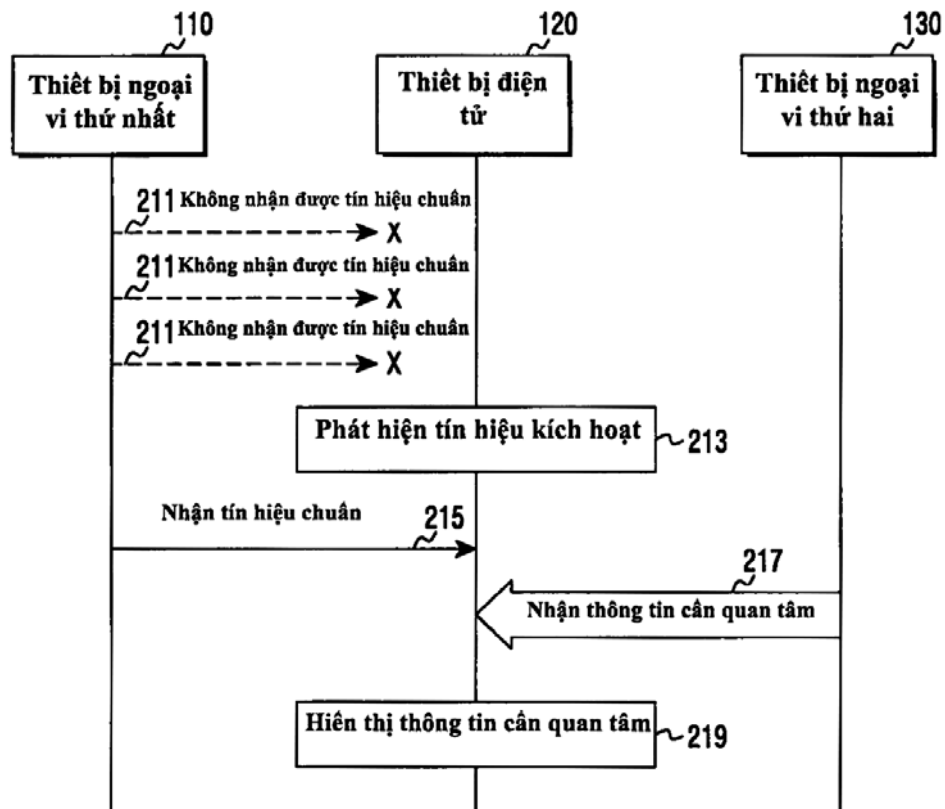 110
120
130
Thiết bị ngoại
vi thứ nhất
Thiết bị điện
tử
Thiết bị ngoại
vi thứ hai
211 Không nhận được tín hiệu chuẩn
X
211 Không nhận được tín hiệu chuẩn
X
211 Không nhận được tín hiệu chuẩn
X
Phát hiện tín hiệu kích hoạt
213
Nhận tín hiệu chuẩn
215
217
Nhận thông tin cần quan tâm
Hiển thị thông tin cần quan tâm
219